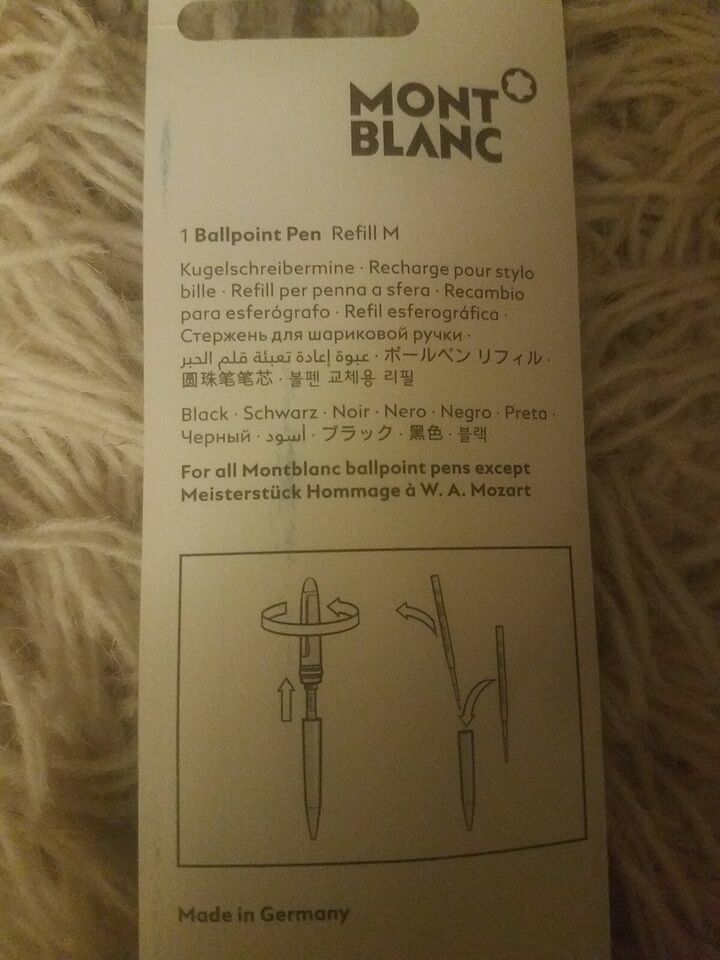 MONT
BLANC
1 Ballpoint Pen Refill M
Kugelschreibermine · Recharge pour stylo
bille · Refill per penna a sfera · Recambio
para esferógrafo · Refil esferográfica ·
Стержень для шариковой ручки ·
عبوة إعادة تعبئة قلم الحبر · ボールペン リフィル ·
圆珠笔笔芯 · 볼펜 교체용 리필
Black · Schwarz · Noir · Nero · Negro · Preta ·
Черный · أسود · ブラック · 黑色 · 블랙
For all Montblanc ballpoint pens except
Meisterstück Hommage à W. A. Mozart
Made in Germany